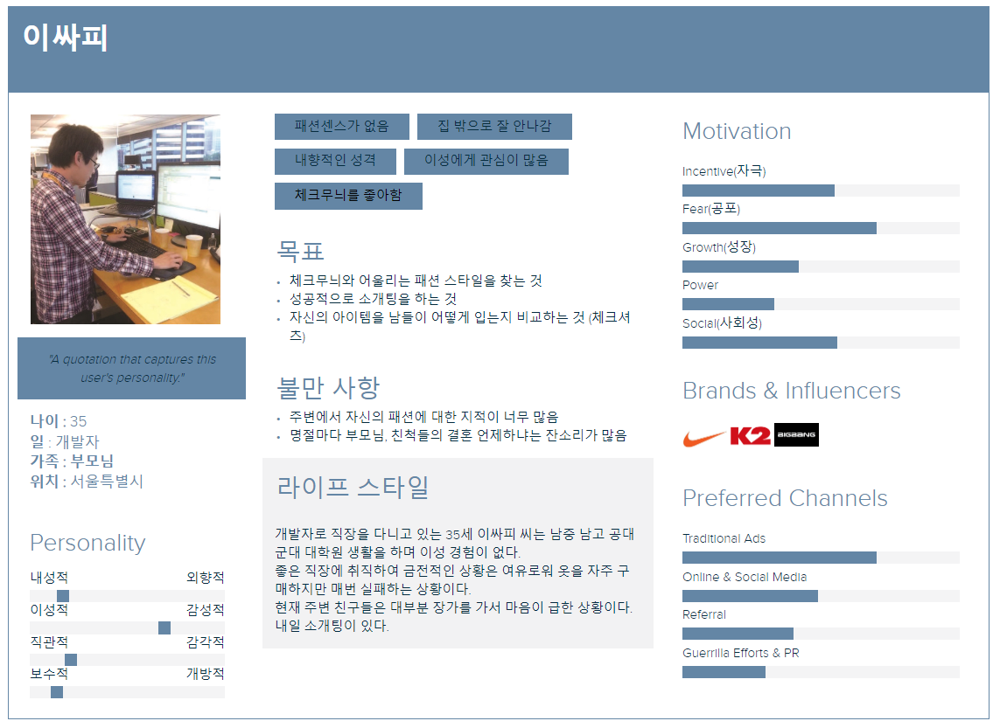 이싸피
패션센스가 없음
집 밖으로 잘 안나감
내향적인 성격
이성에게 관심이 많음
체크무늬를 좋아함
"A quotation that captures this
user's personality."
나이 : 35
일 : 개발자
가족 : 부모님
위치 : 서울특별시
Personality
내성적 외향적
이성적 감성적
직관적 감각적
보수적 개방적
목표
• 체크무늬와 어울리는 패션 스타일을 찾는 것
• 성공적으로 소개팅을 하는 것
• 자신의 아이템을 남들이 어떻게 입는지 비교하는 것 (체크셔
츠)
불만 사항
• 주변에서 자신의 패션에 대한 지적이 너무 많음
• 명절마다 부모님, 친척들의 결혼 언제하냐는 잔소리가 많음
라이프 스타일
개발자로 직장을 다니고 있는 35세 이싸피 씨는 남중 남고 공대
군대 대학원 생활을 하며 이성 경험이 없다.
좋은 직장에 취직하여 금전적인 상황은 여유로워 옷을 자주 구
매하지만 매번 실패하는 상황이다.
현재 주변 친구들은 대부분 장가를 가서 마음이 급한 상황이다.
내일 소개팅이 있다.
Motivation
Incentive(자극)
Fear(공포)
Growth(성장)
Power
Social(사회성)
Brands & Influencers
K2
BIGBANG
Preferred Channels
Traditional Ads
Online & Social Media
Referral
Guerrilla Efforts & PR